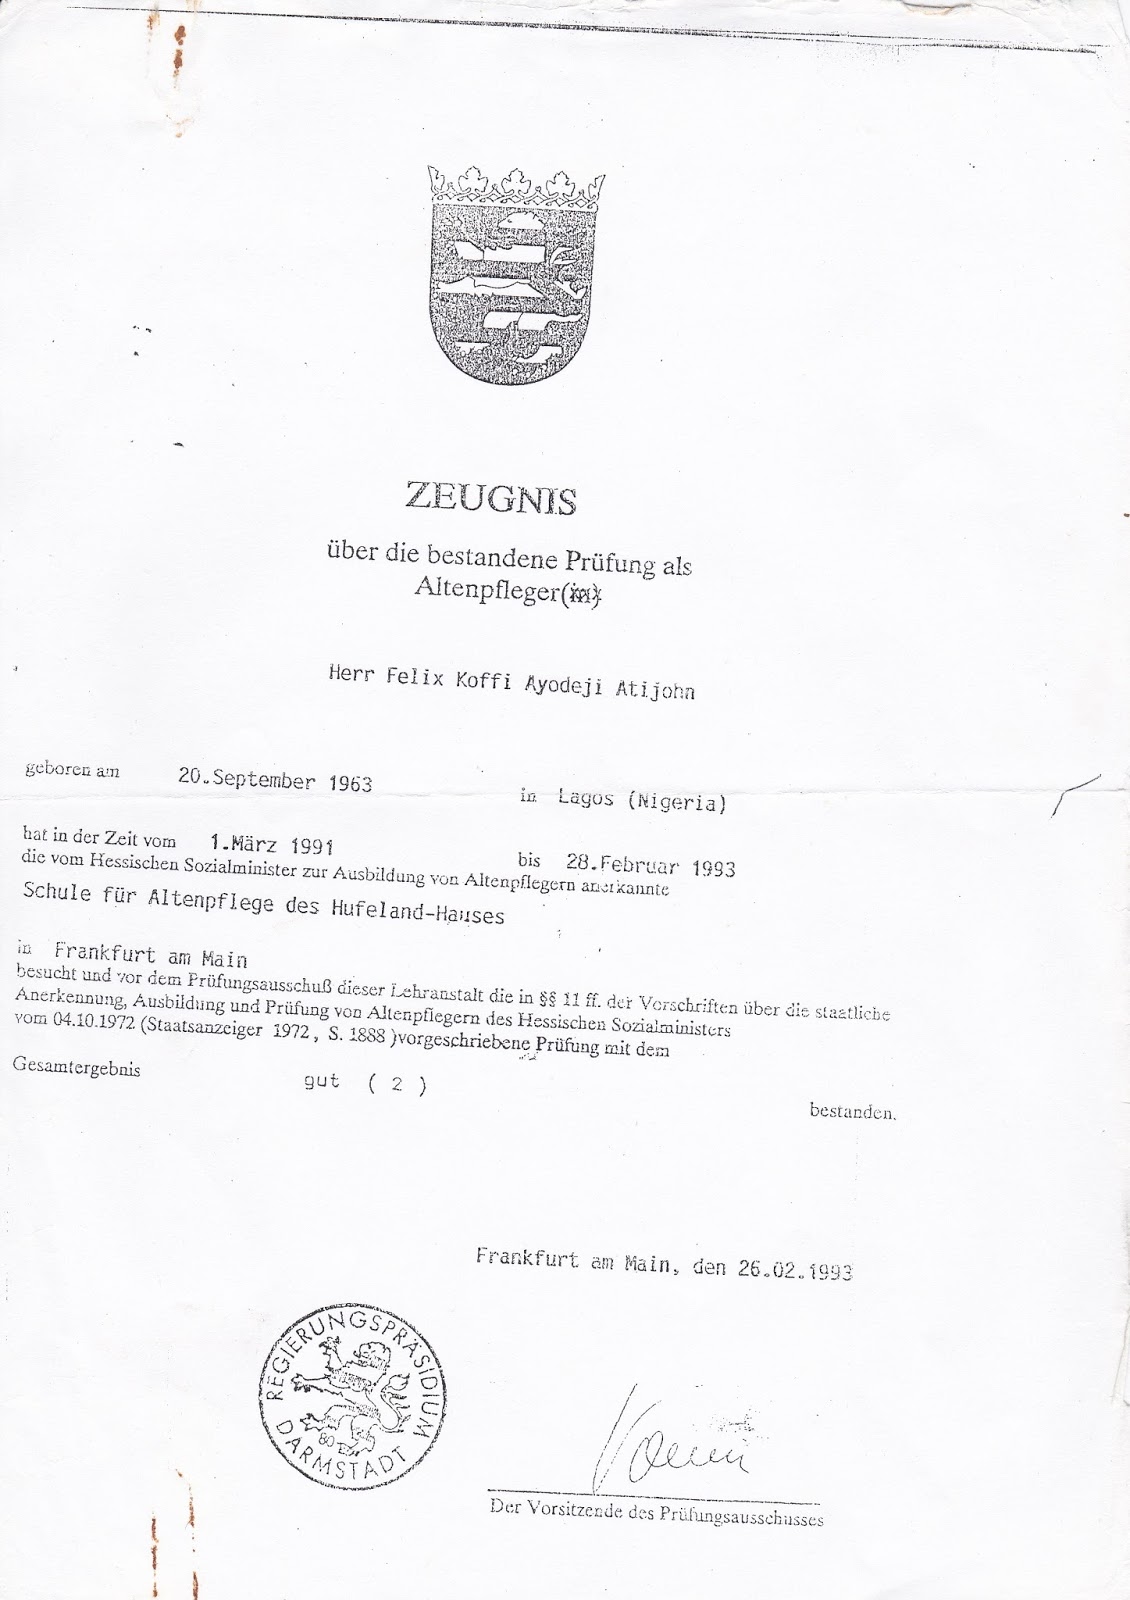 ZEUGNIS
über die bestandene Prüfung als
Altenpfleger(in)
Herr Felix Koffi Ayodeji Atijohn
geboren am 20.September 1963 in Lagos (Nigeria)
hat in der Zeit vom 1.März 1991 bis 28.Februar 1993
die vom Hessischen Sozialminister zur Ausbildung von Altenpflegern anerkannte
Schule für Altenpflege des Hufeland-Hauses
in Frankfurt am Main
besucht und vor dem Prüfungsausschuß dieser Lehranstalt die in §§ 11 ff. der Vorschriften über die staatliche
Anerkennung, Ausbildung und Prüfung von Altenpflegern des Hessischen Sozialministers
vom 04.10.1972 (Staatsanzeiger 1972, S. 1888 )vorgeschriebene Prüfung mit dem
Gesamtergebnis gut ( 2 )
bestanden.
Frankfurt am Main, den 26.02.1993
REGIERUNGSPRÄSIDIUM
DARMSTADT
80
Der Vorsitzende des Prüfungsausschusses